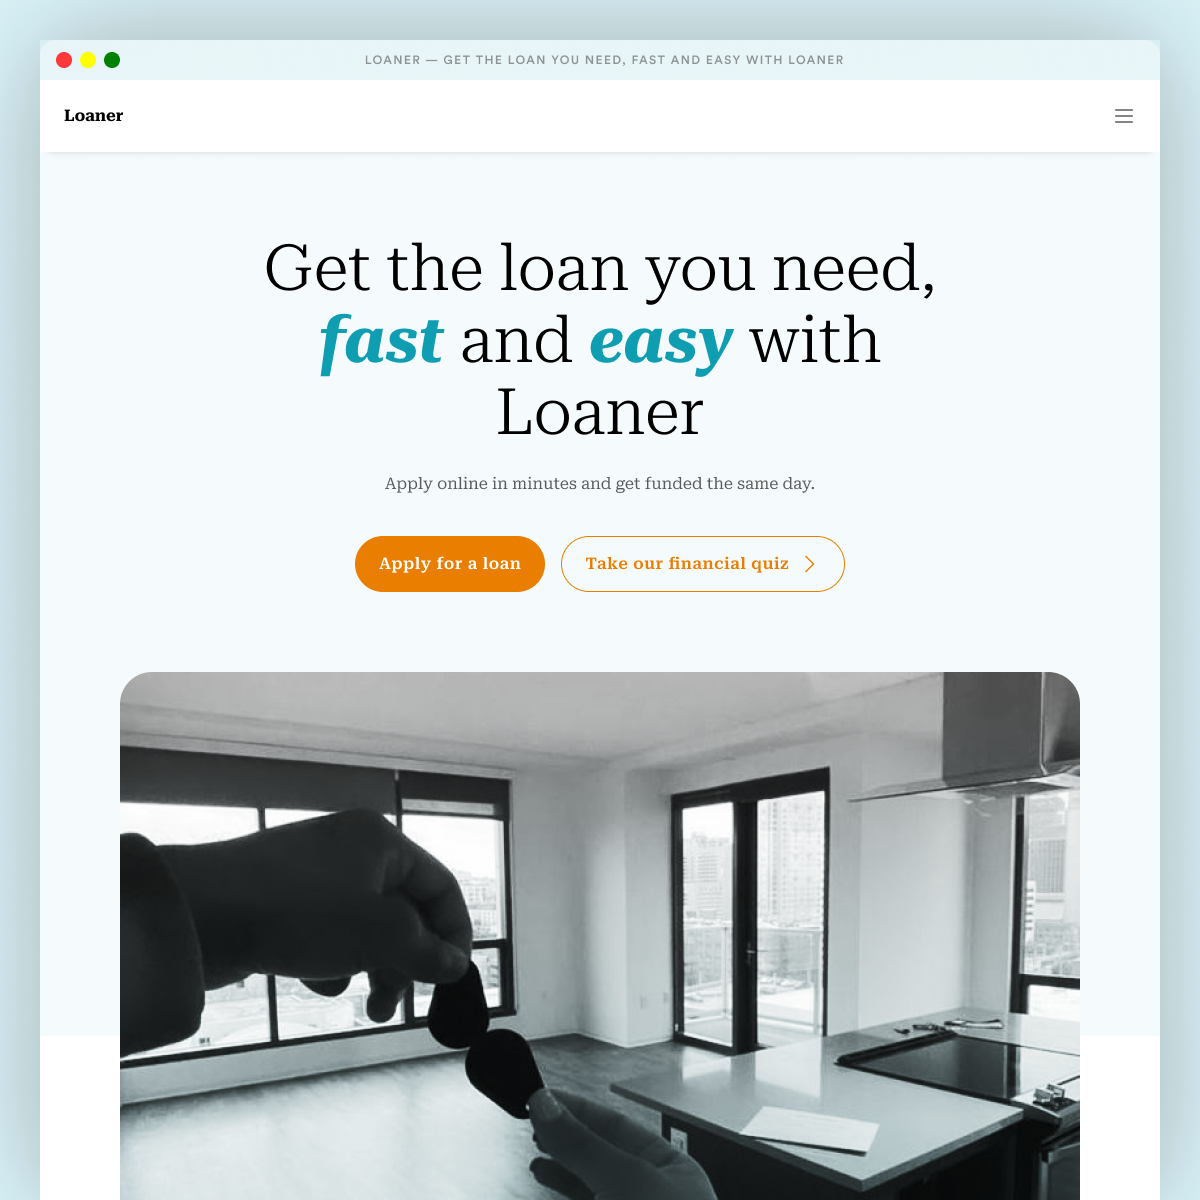 LOANER — GET THE LOAN YOU NEED, FAST AND EASY WITH LOANER
Loaner
Get the loan you need,
fast and easy with
Loaner
Apply online in minutes and get funded the same day.
Apply for a loan
Take our financial quiz